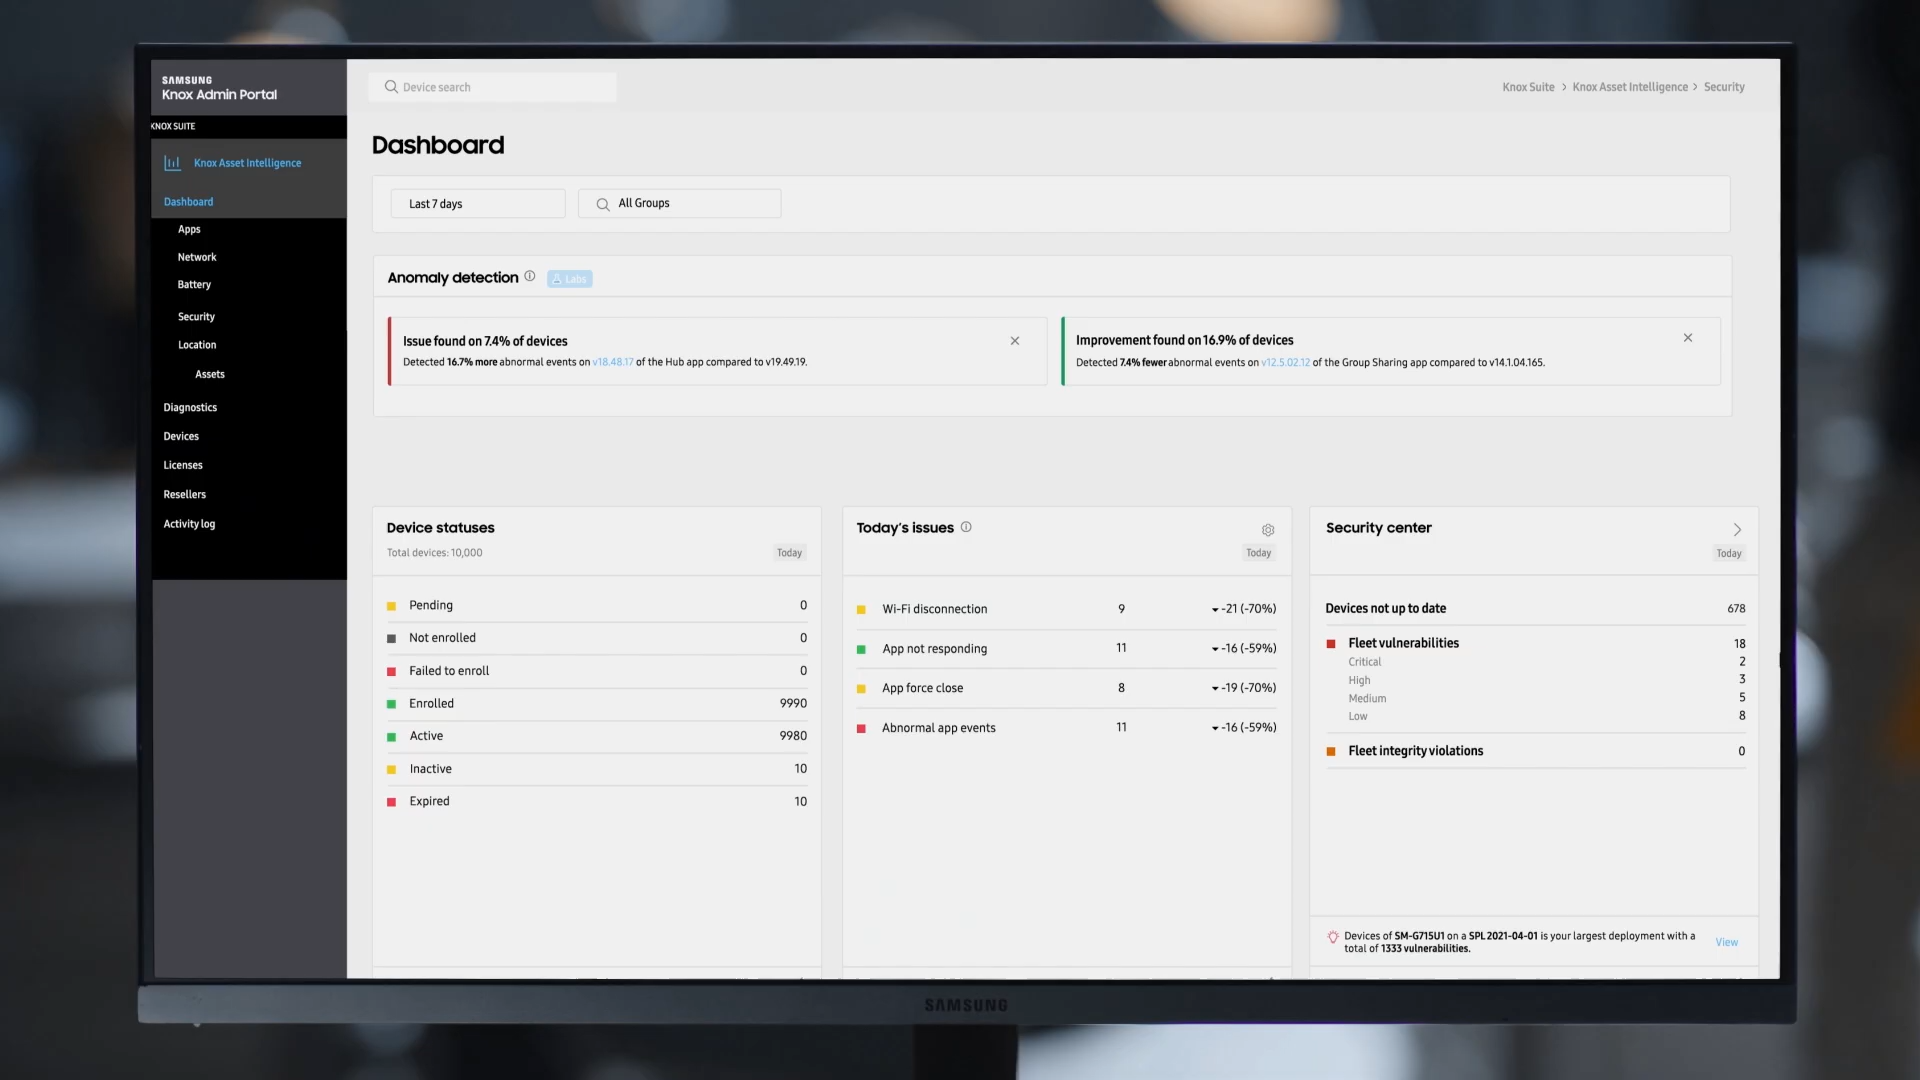 SAMSUNG
Knox Admin Portal
KNOX SUITE
Knox Asset Intelligence
Dashboard
Apps
Network
Battery
Security
Location
Assets
Diagnostics
Devices
Licenses
Resellers
Activity log
Device search
Knox Suite > Knox Asset Intelligence > Security
Dashboard
Last 7 days
All Groups
Anomaly detection
Labs
Issue found on 7.4% of devices
Detected 16.7% more abnormal events on v18.48.17 of the Hub app compared to v19.49.19.
Improvement found on 16.9% of devices
Detected 7.4% fewer abnormal events on v12.5.02.12 of the Group Sharing app compared to v14.1.04.165.
Device statuses
Total devices: 10,000
Today
Pending 0
Not enrolled 0
Failed to enroll 0
Enrolled 9990
Active 9980
Inactive 10
Expired 10
Today's issues
Today
Wi-Fi disconnection 9 -21 (-70%)
App not responding 11 -16 (-59%)
App force close 8 -19 (-70%)
Abnormal app events 11 -16 (-59%)
Security center
Today
Devices not up to date 678
Fleet vulnerabilities 18
Critical 2
High 3
Medium 5
Low 8
Fleet integrity violations 0
Devices of SM-G715U1 on a SPL 2021-04-01 is your largest deployment with a
total of 1333 vulnerabilities.
View
SAMSUNG